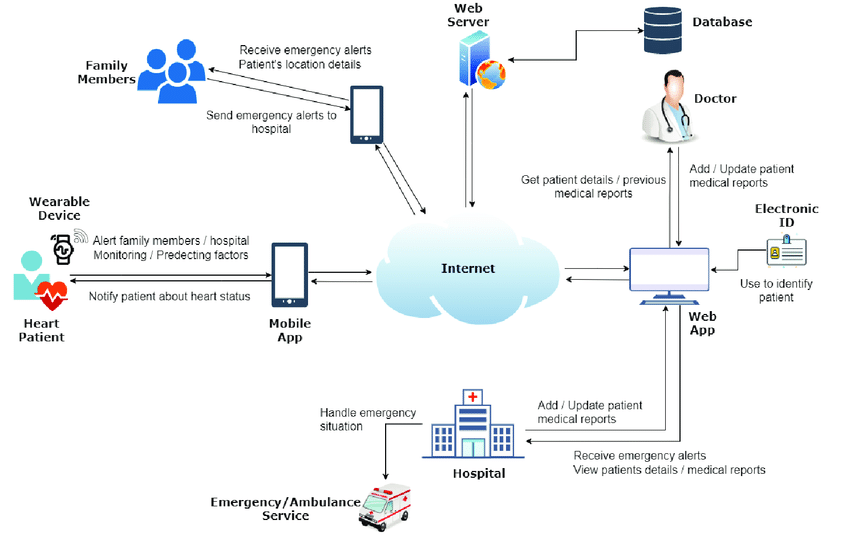 Web
Server
Database
Family
Members
Receive emergency alerts
Patient's location details
Send emergency alerts to
hospital
Doctor
Get patient details / previous
medical reports
Add / Update patient
medical reports
Wearable
Device
Alert family members / hospital
Monitoring / Predecting factors
Notify patient about heart status
Heart
Patient
Mobile
App
Internet
Electronic
ID
Use to identify
patient
Web
App
Handle emergency
situation
Add / Update patient
medical reports
Hospital
Receive emergency alerts
View patients details / medical reports
Emergency/Ambulance
Service